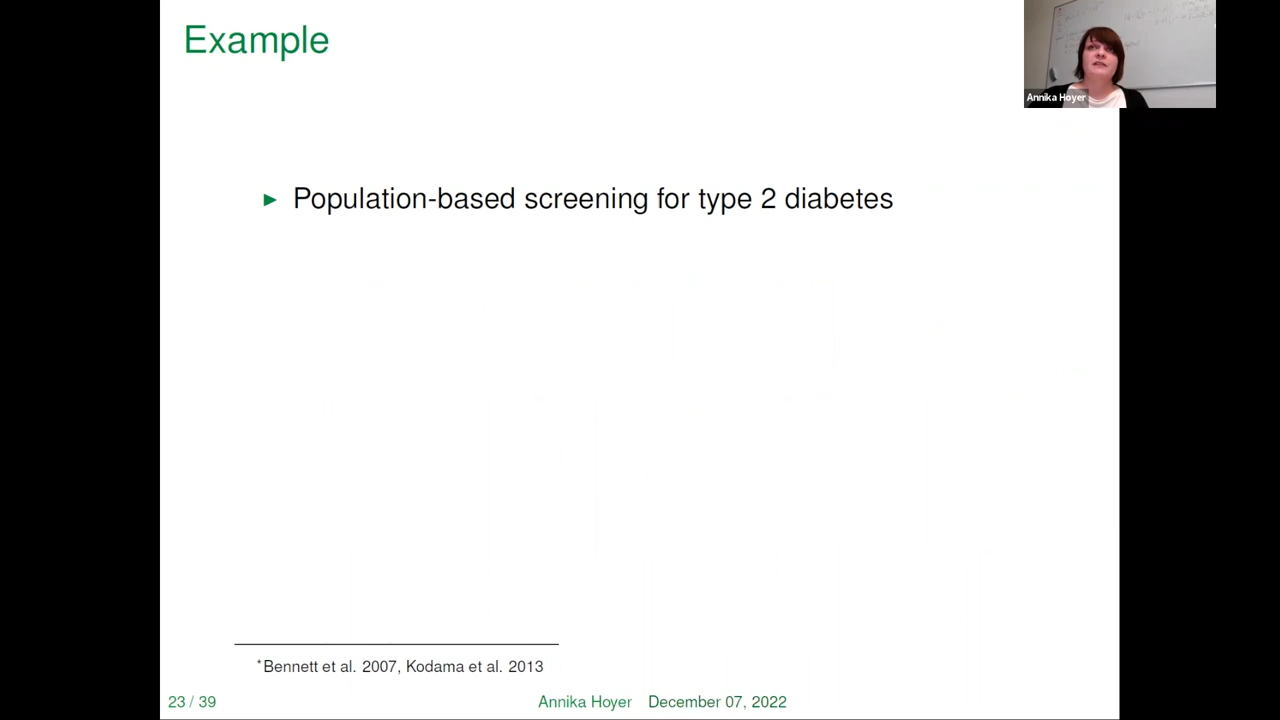 Example
Annika Hoyer
► Population-based screening for type 2 diabetes
*Bennett et al. 2007, Kodama et al. 2013
23 / 39
Annika Hoyer December 07, 2022